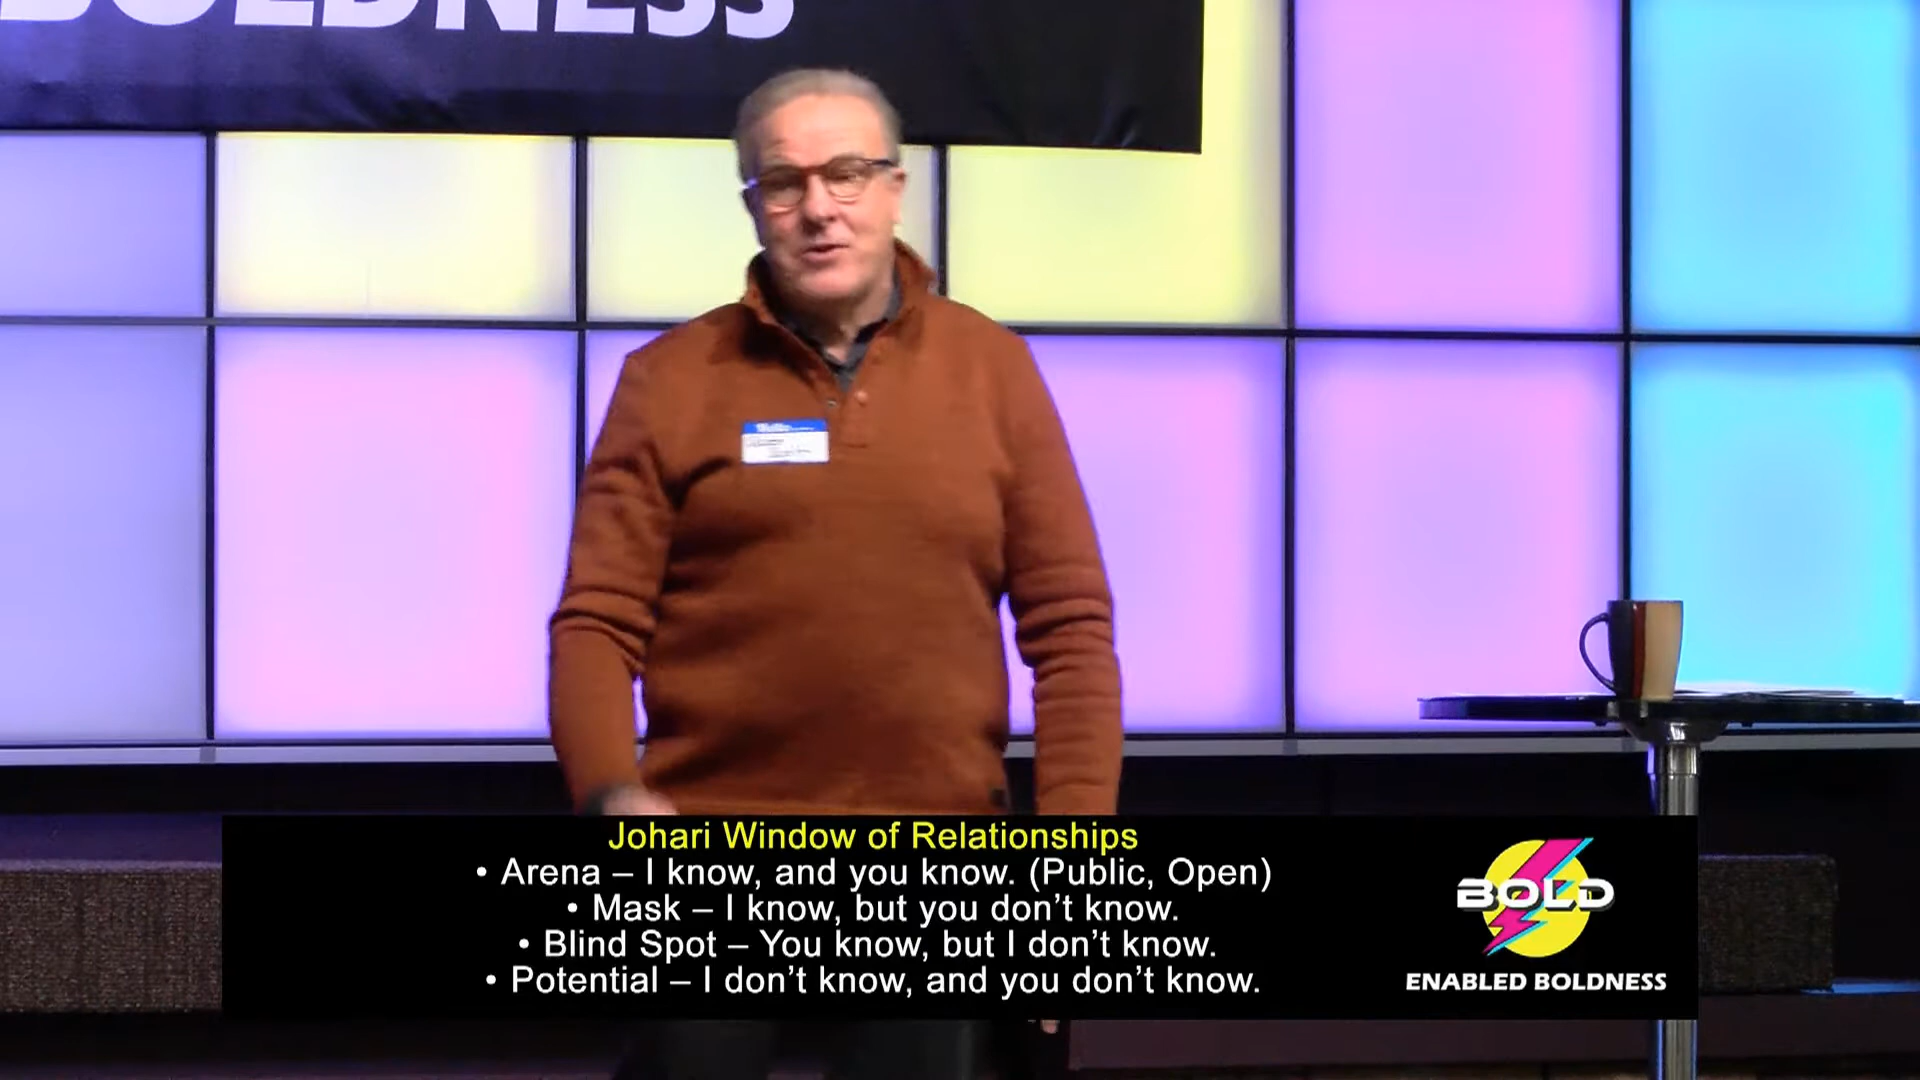 BOLDNESS
Johari Window of Relationships
• Arena – I know, and you know. (Public, Open)
• Mask – I know, but you don’t know.
• Blind Spot – You know, but I don’t know.
• Potential – I don’t know, and you don’t know.
BOLD
ENABLED BOLDNESS